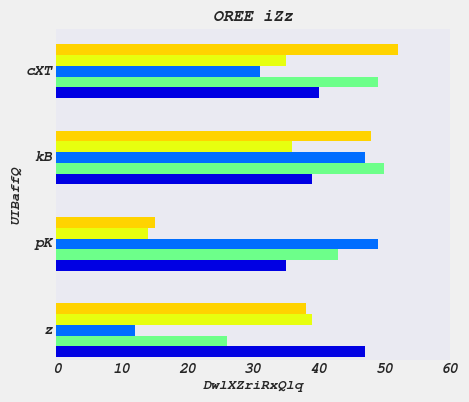 OREE iZz
cXT
kB
pK
z
UIBaffQ
0 10 20 30 40 50 60
DwlXZriRxQlq